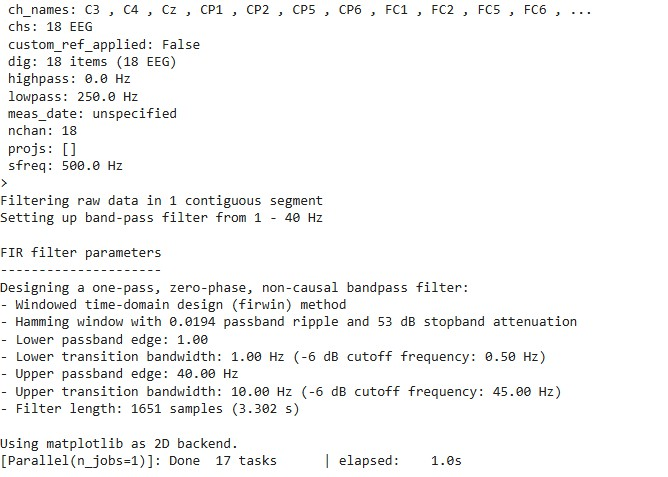 ch_names: C3 , C4 , Cz , CP1 , CP2 , CP5 , CP6 , FC1 , FC2 , FC5 , FC6 , ...
chs: 18 EEG
custom_ref_applied: False
dig: 18 items (18 EEG)
highpass: 0.0 Hz
lowpass: 250.0 Hz
meas_date: unspecified
nchan: 18
projs: []
sfreq: 500.0 Hz
>
Filtering raw data in 1 contiguous segment
Setting up band-pass filter from 1 - 40 Hz

FIR filter parameters
---------------------
Designing a one-pass, zero-phase, non-causal bandpass filter:
- Windowed time-domain design (firwin) method
- Hamming window with 0.0194 passband ripple and 53 dB stopband attenuation
- Lower passband edge: 1.00
- Lower transition bandwidth: 1.00 Hz (-6 dB cutoff frequency: 0.50 Hz)
- Upper passband edge: 40.00 Hz
- Upper transition bandwidth: 10.00 Hz (-6 dB cutoff frequency: 45.00 Hz)
- Filter length: 1651 samples (3.302 s)

Using matplotlib as 2D backend.
[Parallel(n_jobs=1)]: Done  17 tasks      | elapsed:    1.0s